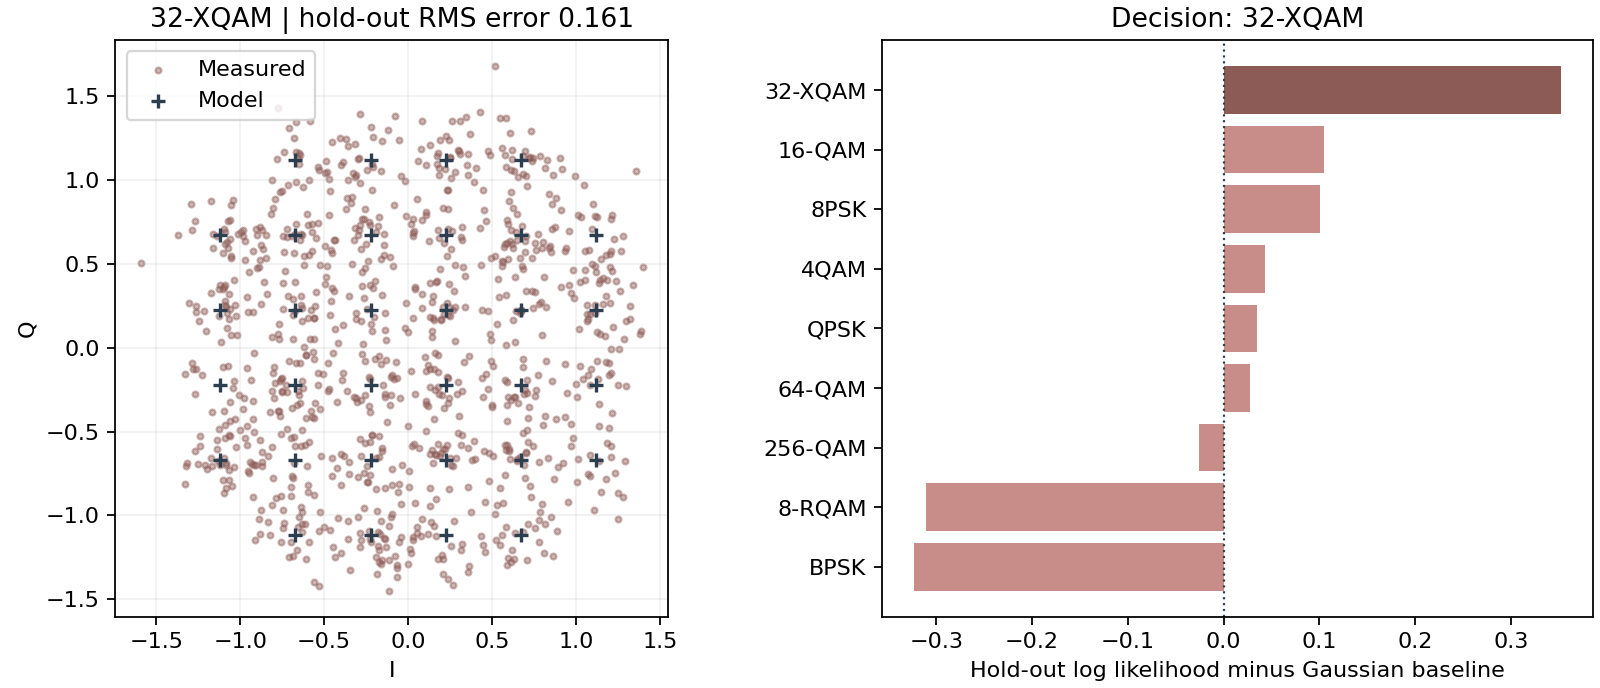 32-XQAM | hold-out RMS error 0.161
Measured
Model
1.5
1.0
0.5
0.0
−0.5
−1.0
−1.5
Q
−1.5
−1.0
−0.5
0.0
0.5
1.0
1.5
I
Decision: 32-XQAM
32-XQAM
16-QAM
8PSK
4QAM
QPSK
64-QAM
256-QAM
8-RQAM
BPSK
−0.3
−0.2
−0.1
0.0
0.1
0.2
0.3
Hold-out log likelihood minus Gaussian baseline